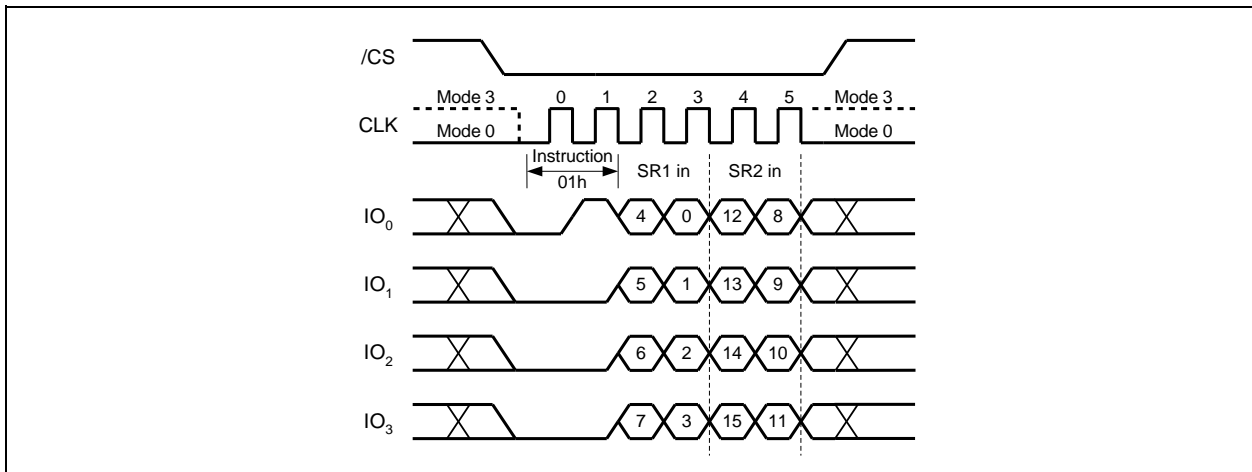 /CS
Mode 3 0 1 2 3 4 5 Mode 3
CLK Mode 0 Mode 0
Instruction
01h SR1 in SR2 in
IO0 4 0 12 8
IO1 5 1 13 9
IO2 6 2 14 10
IO3 7 3 15 11